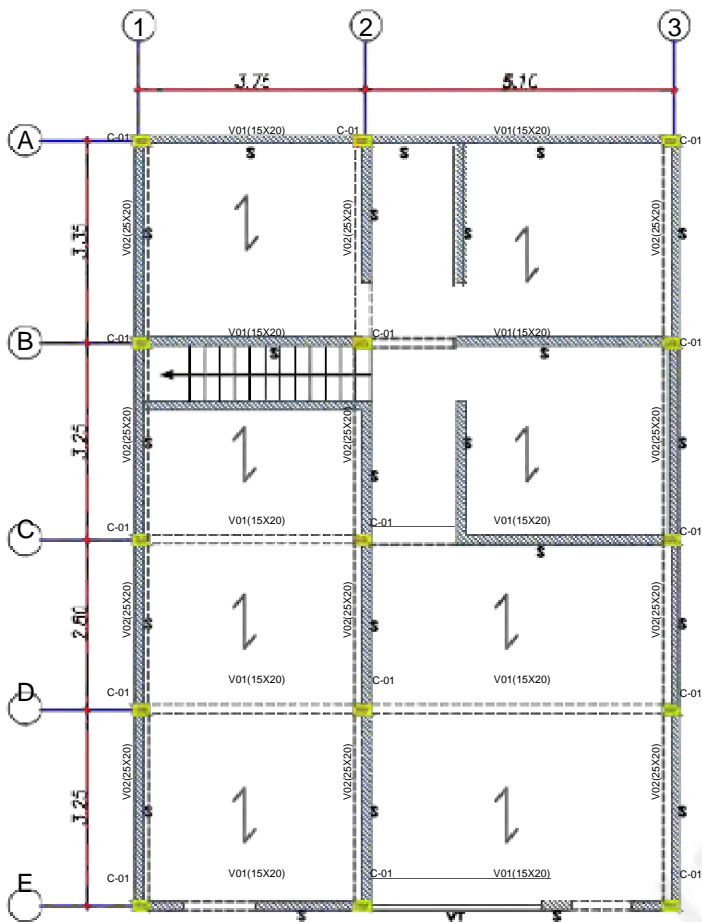 1 2 3
3.75 5.10
A C-01 V01(15X20) C-01 V01(15X20) C-01
S S S
3.35 V02(25X20) S V02(25X20) S S V02(25X20) S
B C-01 V01(15X20) C-01 V01(15X20) C-01
S S
3.25 V02(25X20) S V02(25X20) S S V02(25X20) S
C C-01 V01(15X20) C-01 V01(15X20) C-01
S
2.80 V02(25X20) S V02(25X20) S V02(25X20) S
V01(15X20) V01(15X20)
D C-01 C-01 C-01
3.25 V02(25X20) S V02(25X20) S V02(25X20) S
E C-01 V01(15X20) C-01 V01(15X20) C-01
S VT S